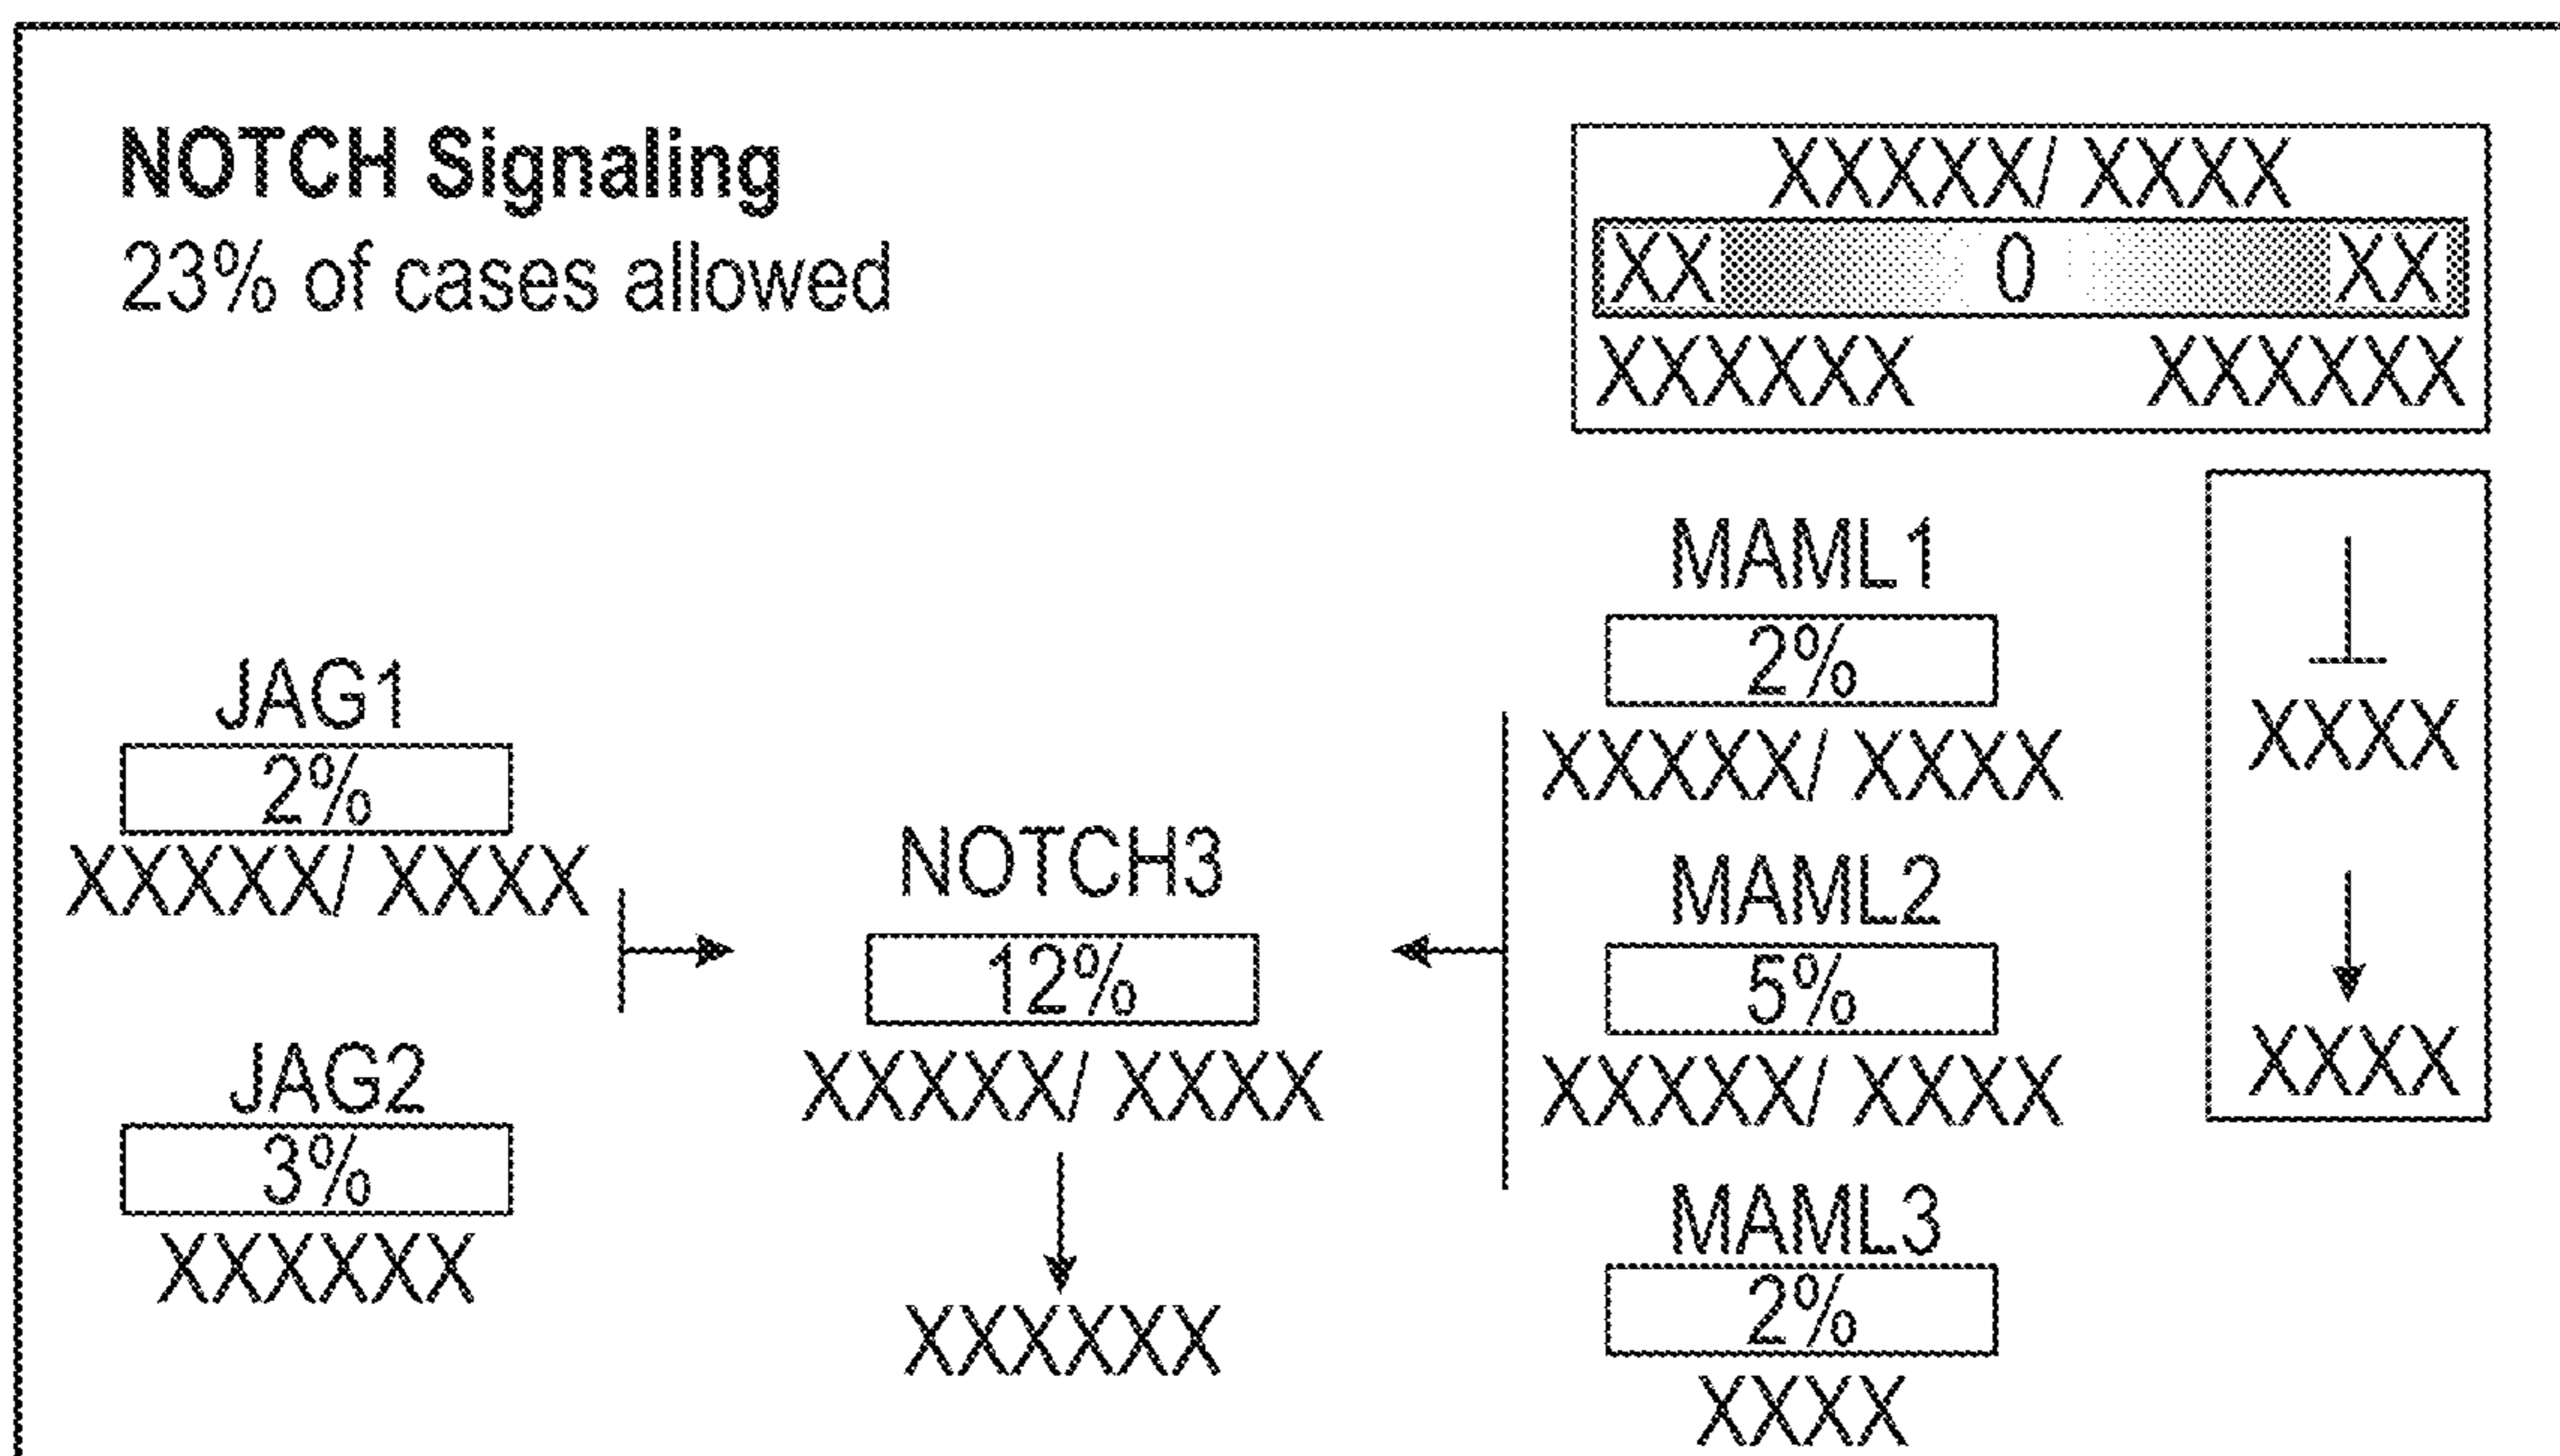 NOTCH Signaling
23% of cases allowed
XXXXX/ XXXX
XX 0 XX
XXXXXX XXXXXX
JAG1
2%
XXXXX/ XXXX
JAG2
3%
XXXXXX
NOTCH3
12%
XXXXX/ XXXX
XXXXXX
MAML1
2%
XXXXX/ XXXX
MAML2
5%
XXXXX/ XXXX
MAML3
2%
XXXX
XXXX
XXXX